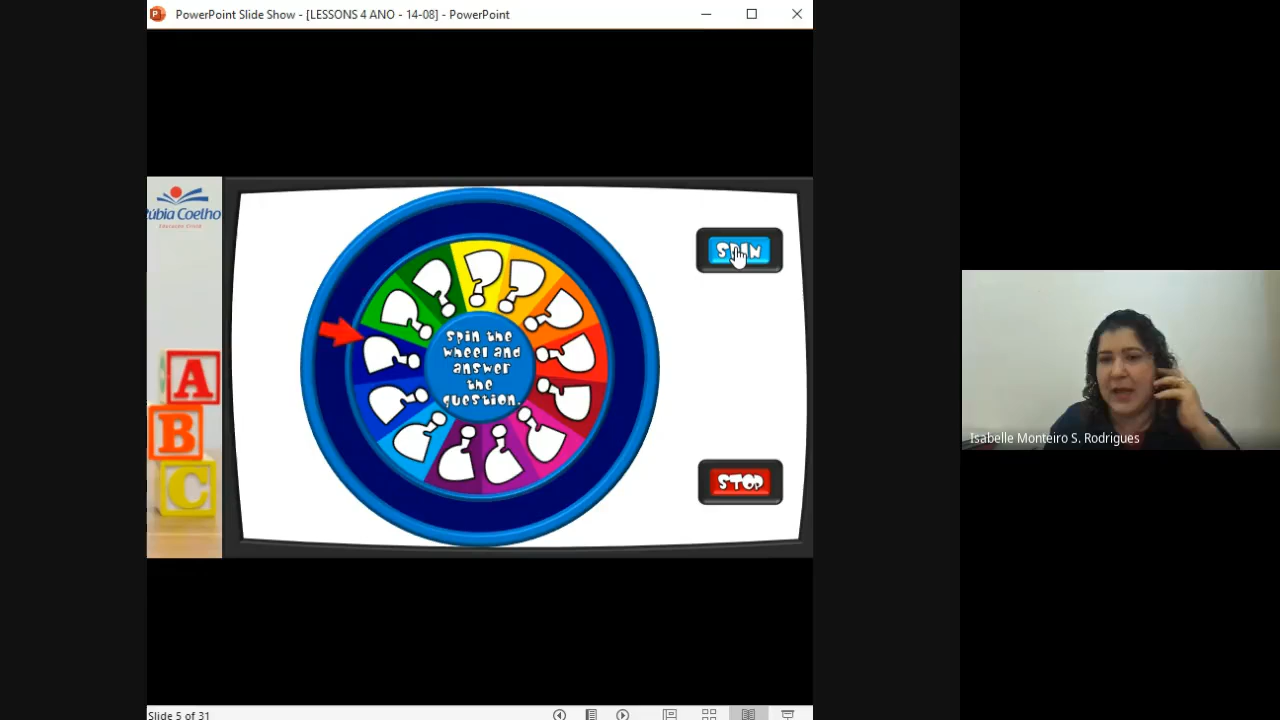 PowerPoint Slide Show - [LESSONS 4 ANO - 14-08] - PowerPoint
Rúbia Coelho
SPIN
Spin the
wheel and
answer
the
question.
A
B
C
STOP
Isabelle Monteiro S. Rodrigues
Slide 5 of 31